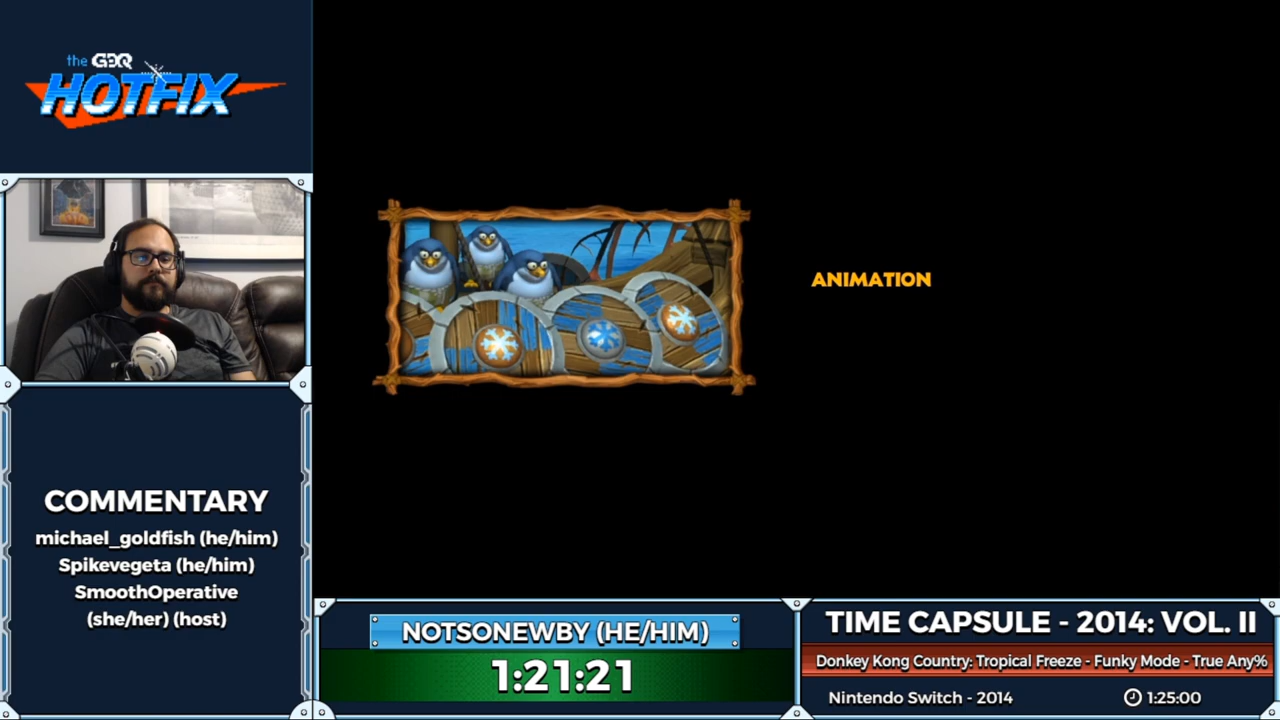 the GDQ
HOTFIX
ANIMATION
COMMENTARY
michael_goldfish (he/him)
Spikevegeta (he/him)
SmoothOperative
(she/her) (host)
NOTSONEWBY (HE/HIM)
1:21:21
TIME CAPSULE - 2014: VOL. II
Donkey Kong Country: Tropical Freeze - Funky Mode - True Any%
Nintendo Switch - 2014
1:25:00